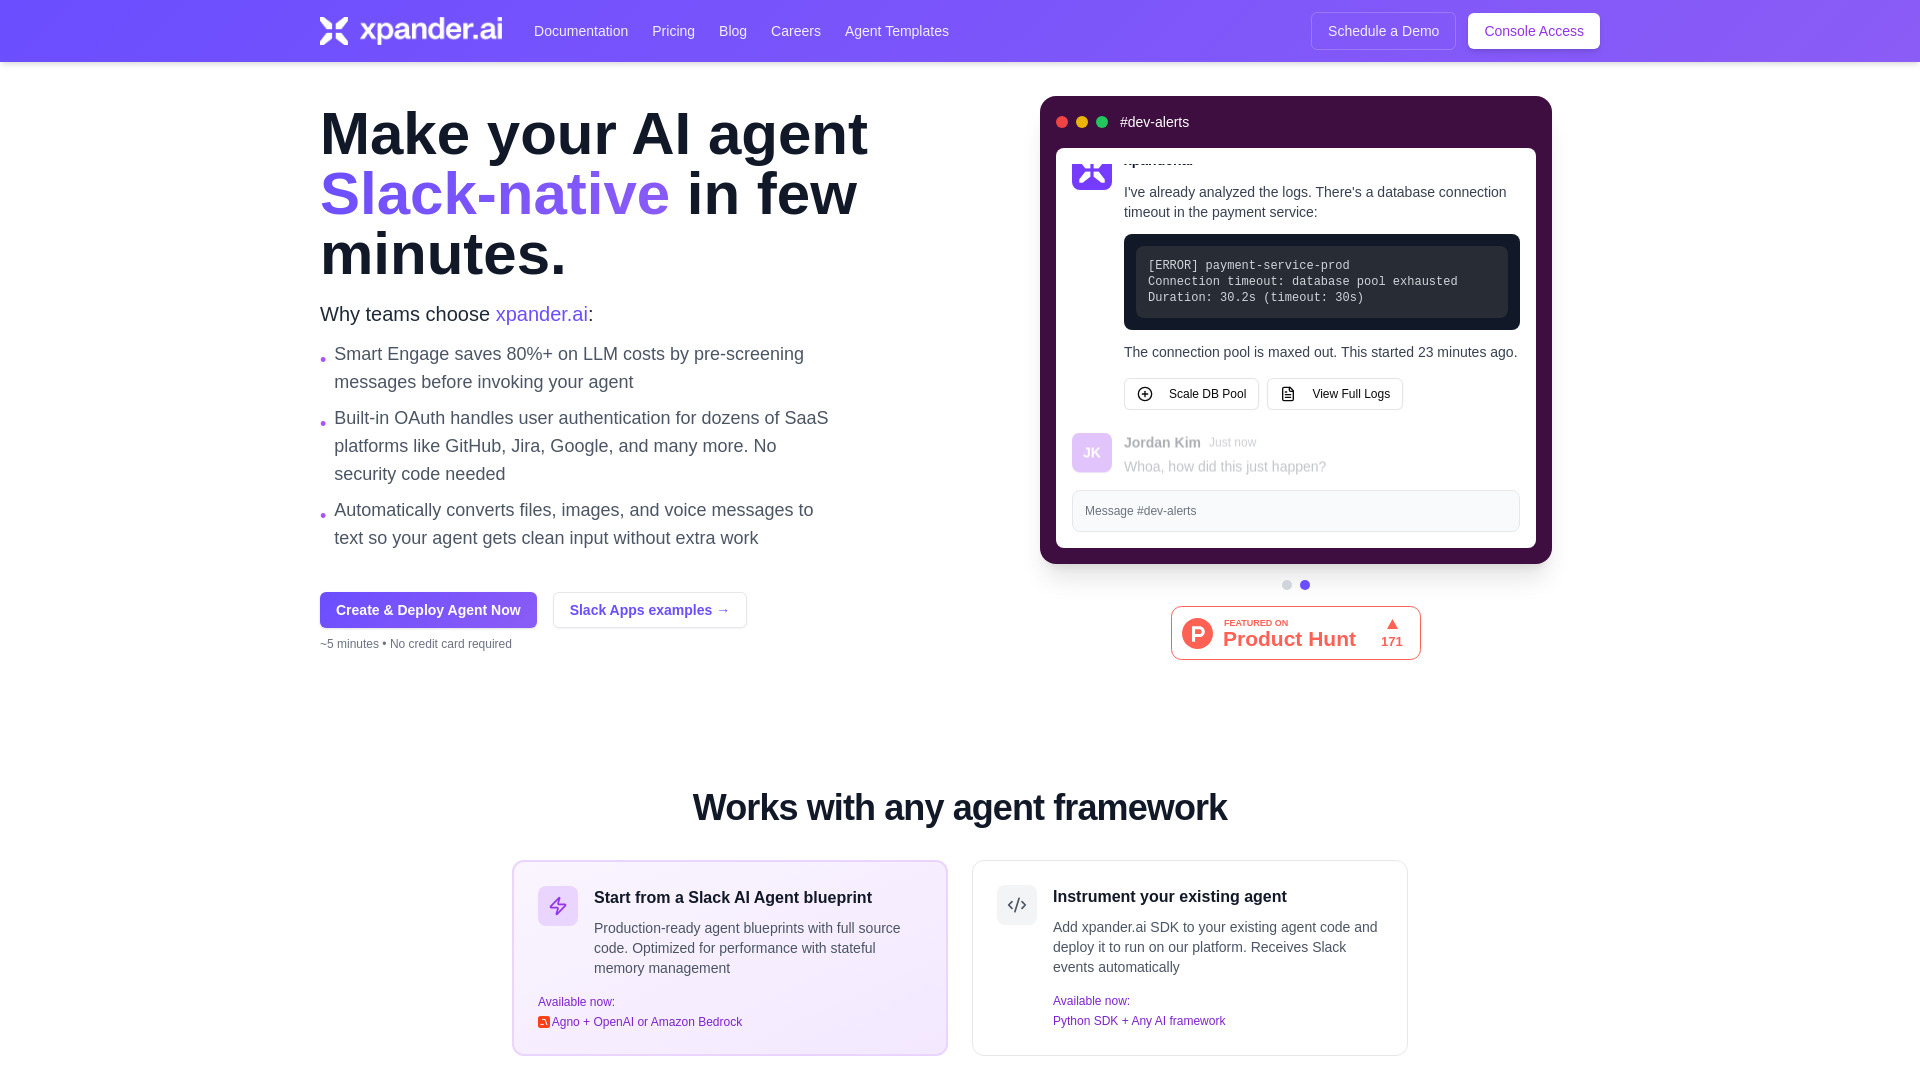 xpander.ai
Documentation
Pricing
Blog
Careers
Agent Templates
Schedule a Demo
Console Access
Make your AI agent
Slack-native in few
minutes.
Why teams choose xpander.ai:
• Smart Engage saves 80%+ on LLM costs by pre-screening
messages before invoking your agent
• Built-in OAuth handles user authentication for dozens of SaaS
platforms like GitHub, Jira, Google, and many more. No
security code needed
• Automatically converts files, images, and voice messages to
text so your agent gets clean input without extra work
Create & Deploy Agent Now
Slack Apps examples →
~5 minutes • No credit card required
#dev-alerts
I've already analyzed the logs. There's a database connection
timeout in the payment service:
[ERROR] payment-service-prod
Connection timeout: database pool exhausted
Duration: 30.2s (timeout: 30s)
The connection pool is maxed out. This started 23 minutes ago.
Scale DB Pool
View Full Logs
JK
Jordan Kim Just now
Whoa, how did this just happen?
Message #dev-alerts
P
FEATURED ON
Product Hunt
171
Works with any agent framework
Start from a Slack AI Agent blueprint
Production-ready agent blueprints with full source
code. Optimized for performance with stateful
memory management
Available now:
Agno + OpenAI or Amazon Bedrock
Instrument your existing agent
Add xpander.ai SDK to your existing agent code and
deploy it to run on our platform. Receives Slack
events automatically
Available now:
Python SDK + Any AI framework